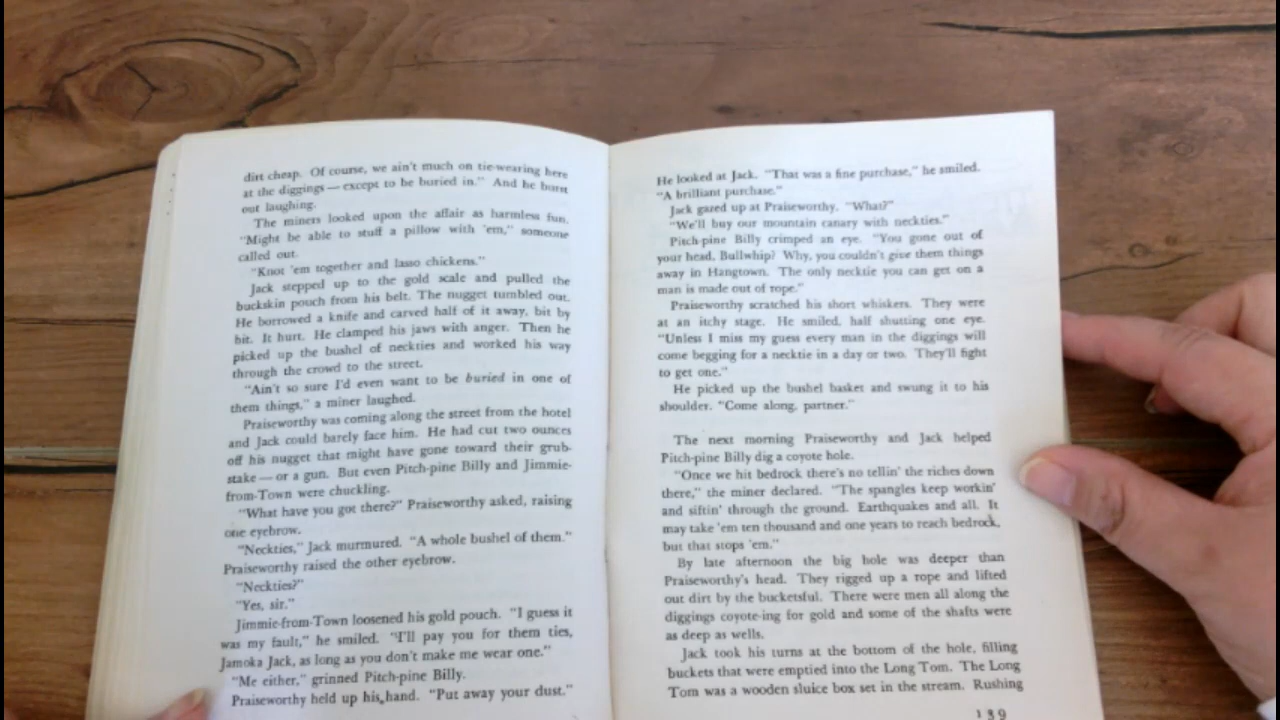 dirt cheap. Of course, we ain't much on tie-wearing here
at the diggings — except to be buried in." And he burst
out laughing.
The miners looked upon the affair as harmless fun.
"Might be able to stuff a pillow with 'em," someone
called out.
"Knot 'em together and lasso chickens."
Jack stepped up to the gold scale and pulled the
buckskin pouch from his belt. The nugget tumbled out.
He borrowed a knife and carved half of it away, bit by
bit. It hurt. He clamped his jaws with anger. Then he
picked up the bushel of neckties and worked his way
through the crowd to the street.
"Ain't so sure I'd even want to be buried in one of
them things," a miner laughed.
Praiseworthy was coming along the street from the hotel
and Jack could barely face him. He had cut two ounces
off his nugget that might have gone toward their grub-
stake — or a gun. But even Pitch-pine Billy and Jimmie-
from-Town were chuckling.
"What have you got there?" Praiseworthy asked, raising
one eyebrow.
"Neckties," Jack murmured. "A whole bushel of them."
Praiseworthy raised the other eyebrow.
"Neckties?"
"Yes, sir."
Jimmie-from-Town loosened his gold pouch. "I guess it
was my fault," he smiled. "I'll pay you for them ties,
Jamoka Jack, as long as you don't make me wear one."
"Me either," grinned Pitch-pine Billy.
Praiseworthy held up his hand. "Put away your dust."
He looked at Jack. "That was a fine purchase," he smiled.
"A brilliant purchase."
Jack gazed up at Praiseworthy. "What?"
"We'll buy our mountain canary with neckties."
Pitch-pine Billy crimped an eye. "You gone out of
your head, Bullwhip? Why, you couldn't give them things
away in Hangtown. The only necktie you can get on a
man is made out of rope."
Praiseworthy scratched his short whiskers. They were
at an itchy stage. He smiled, half shutting one eye.
"Unless I miss my guess every man in the diggings will
come begging for a necktie in a day or two. They'll fight
to get one."
He picked up the bushel basket and swung it to his
shoulder. "Come along, partner."
The next morning Praiseworthy and Jack helped
Pitch-pine Billy dig a coyote hole.
"Once we hit bedrock there's no tellin' the riches down
there," the miner declared. "The spangles keep workin'
and siftin' through the ground. Earthquakes and all. It
may take 'em ten thousand and one years to reach bedrock,
but that stops 'em."
By late afternoon the big hole was deeper than
Praiseworthy's head. They rigged up a rope and lifted
out dirt by the bucketsful. There were men all along the
diggings coyote-ing for gold and some of the shafts were
as deep as wells.
Jack took his turns at the bottom of the hole, filling
buckets that were emptied into the Long Tom. The Long
Tom was a wooden sluice box set in the stream. Rushing
139